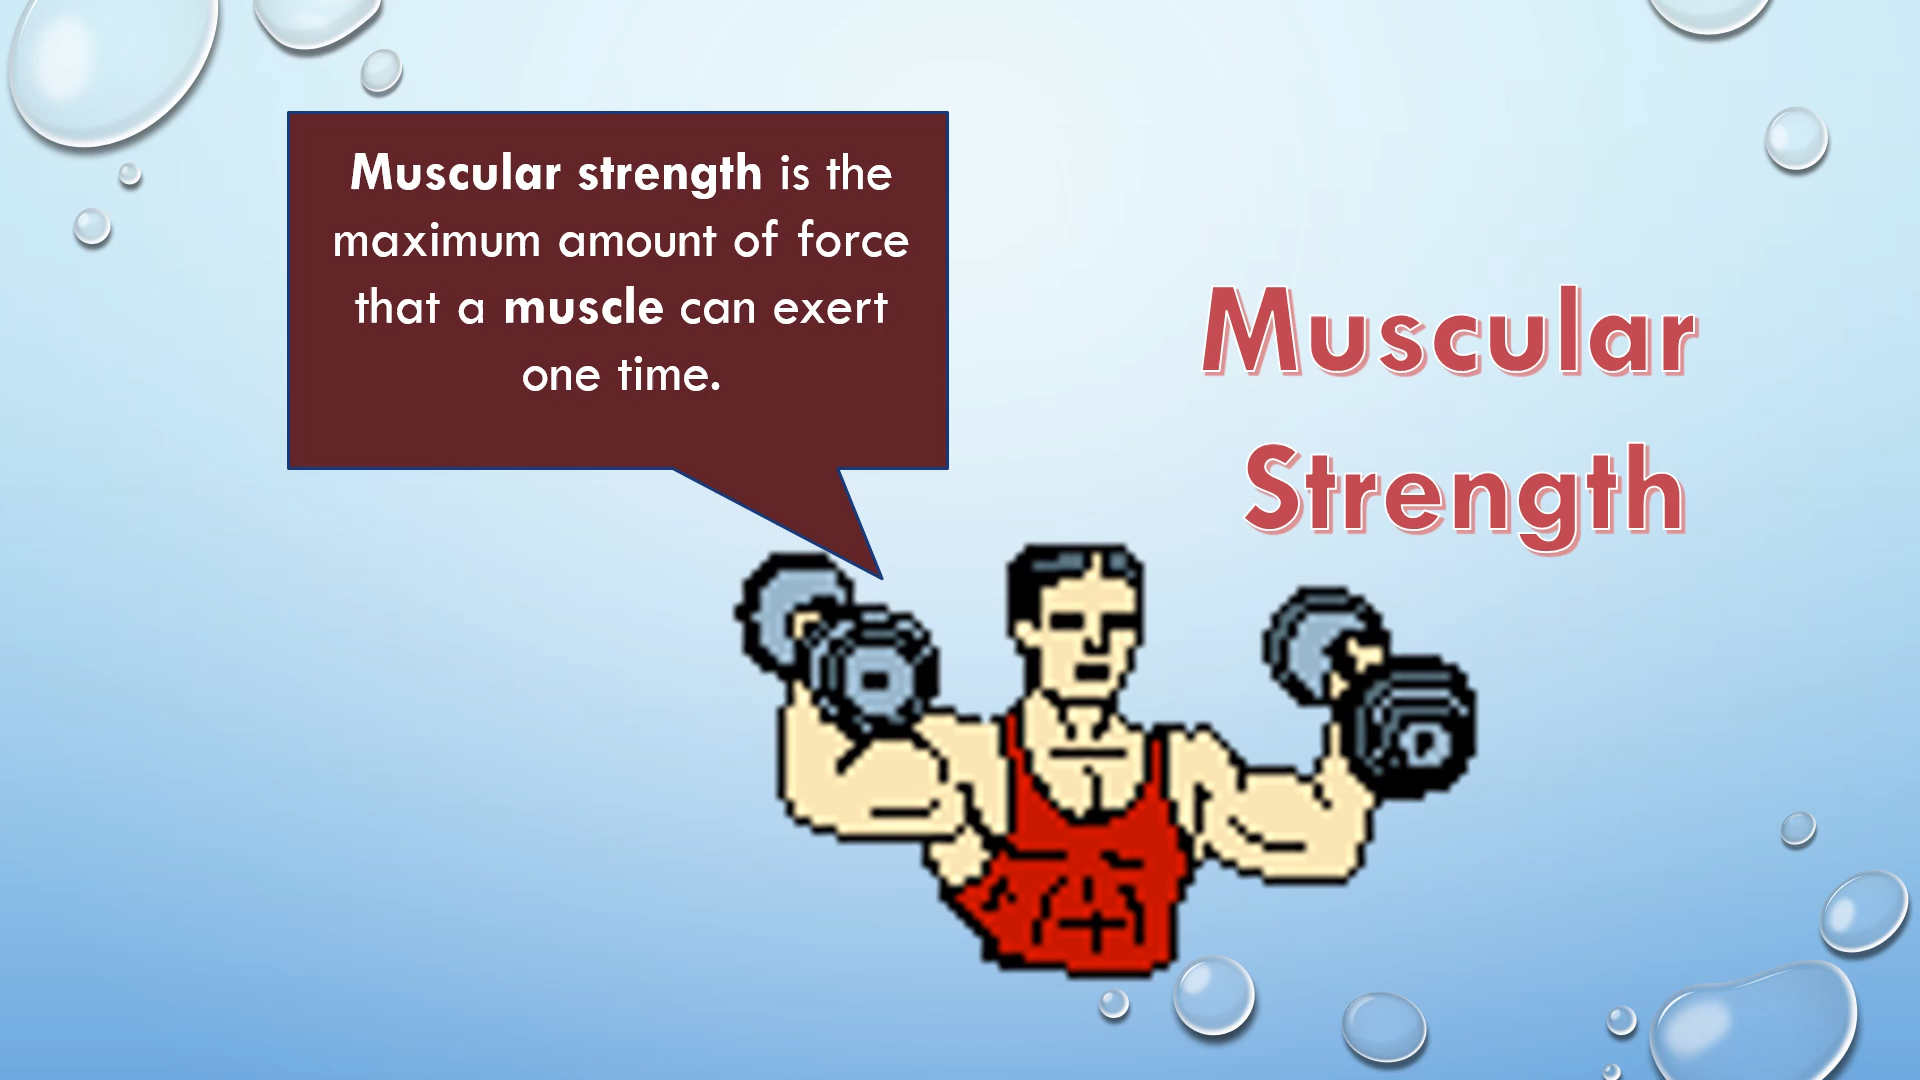 Muscular strength is the
maximum amount of force
that a muscle can exert
one time.
Muscular
Strength